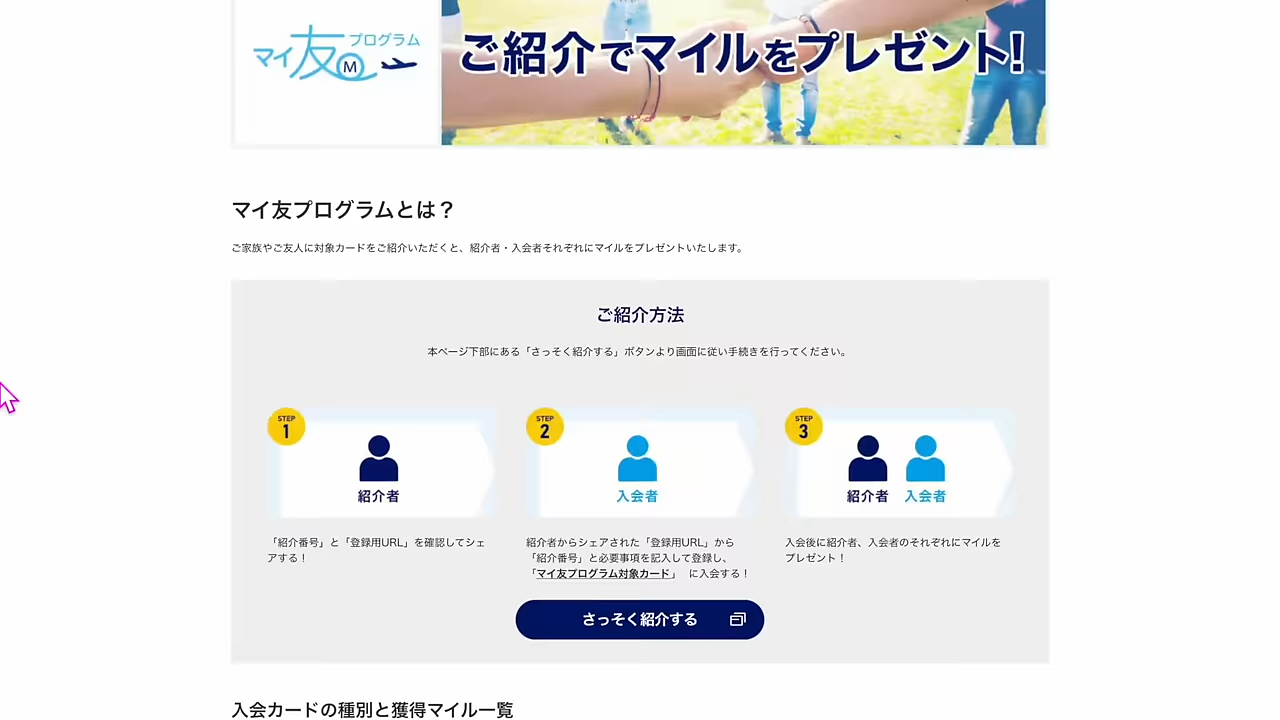 マイ友プログラム
M
ご紹介でマイルをプレゼント!
マイ友プログラムとは？
ご家族やご友人に対象カードをご紹介いただくと、紹介者・入会者それぞれにマイルをプレゼントいたします。
ご紹介方法
本ページ下部にある「さっそく紹介する」ボタンより画面に従い手続きを行ってください。
STEP
1
紹介者
「紹介番号」と「登録用URL」を確認してシェ
アする！
STEP
2
入会者
紹介者からシェアされた「登録用URL」から
「紹介番号」と必要事項を記入して登録し、
「マイ友プログラム対象カード」 に入会する！
STEP
3
紹介者 入会者
入会後に紹介者、入会者のそれぞれにマイルを
プレゼント！
さっそく紹介する
入会カードの種別と獲得マイル一覧